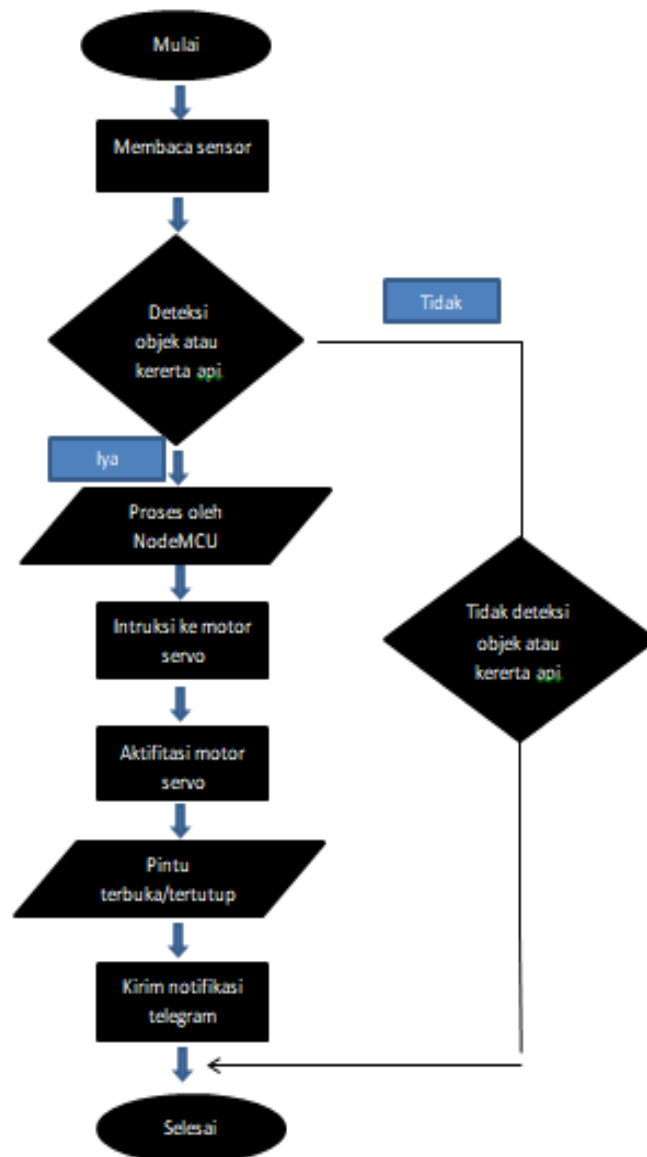 Mulai
Membaca sensor
Deteksi
objek atau
kererta api
Tidak
Iya
Proses oleh
NodeMCU
Intruksi ke motor
servo
Tidak deteksi
objek atau
kererta api
Aktifitasi motor
servo
Pintu
terbuka/tertutup
Kirim notifikasi
telegram
Selesai